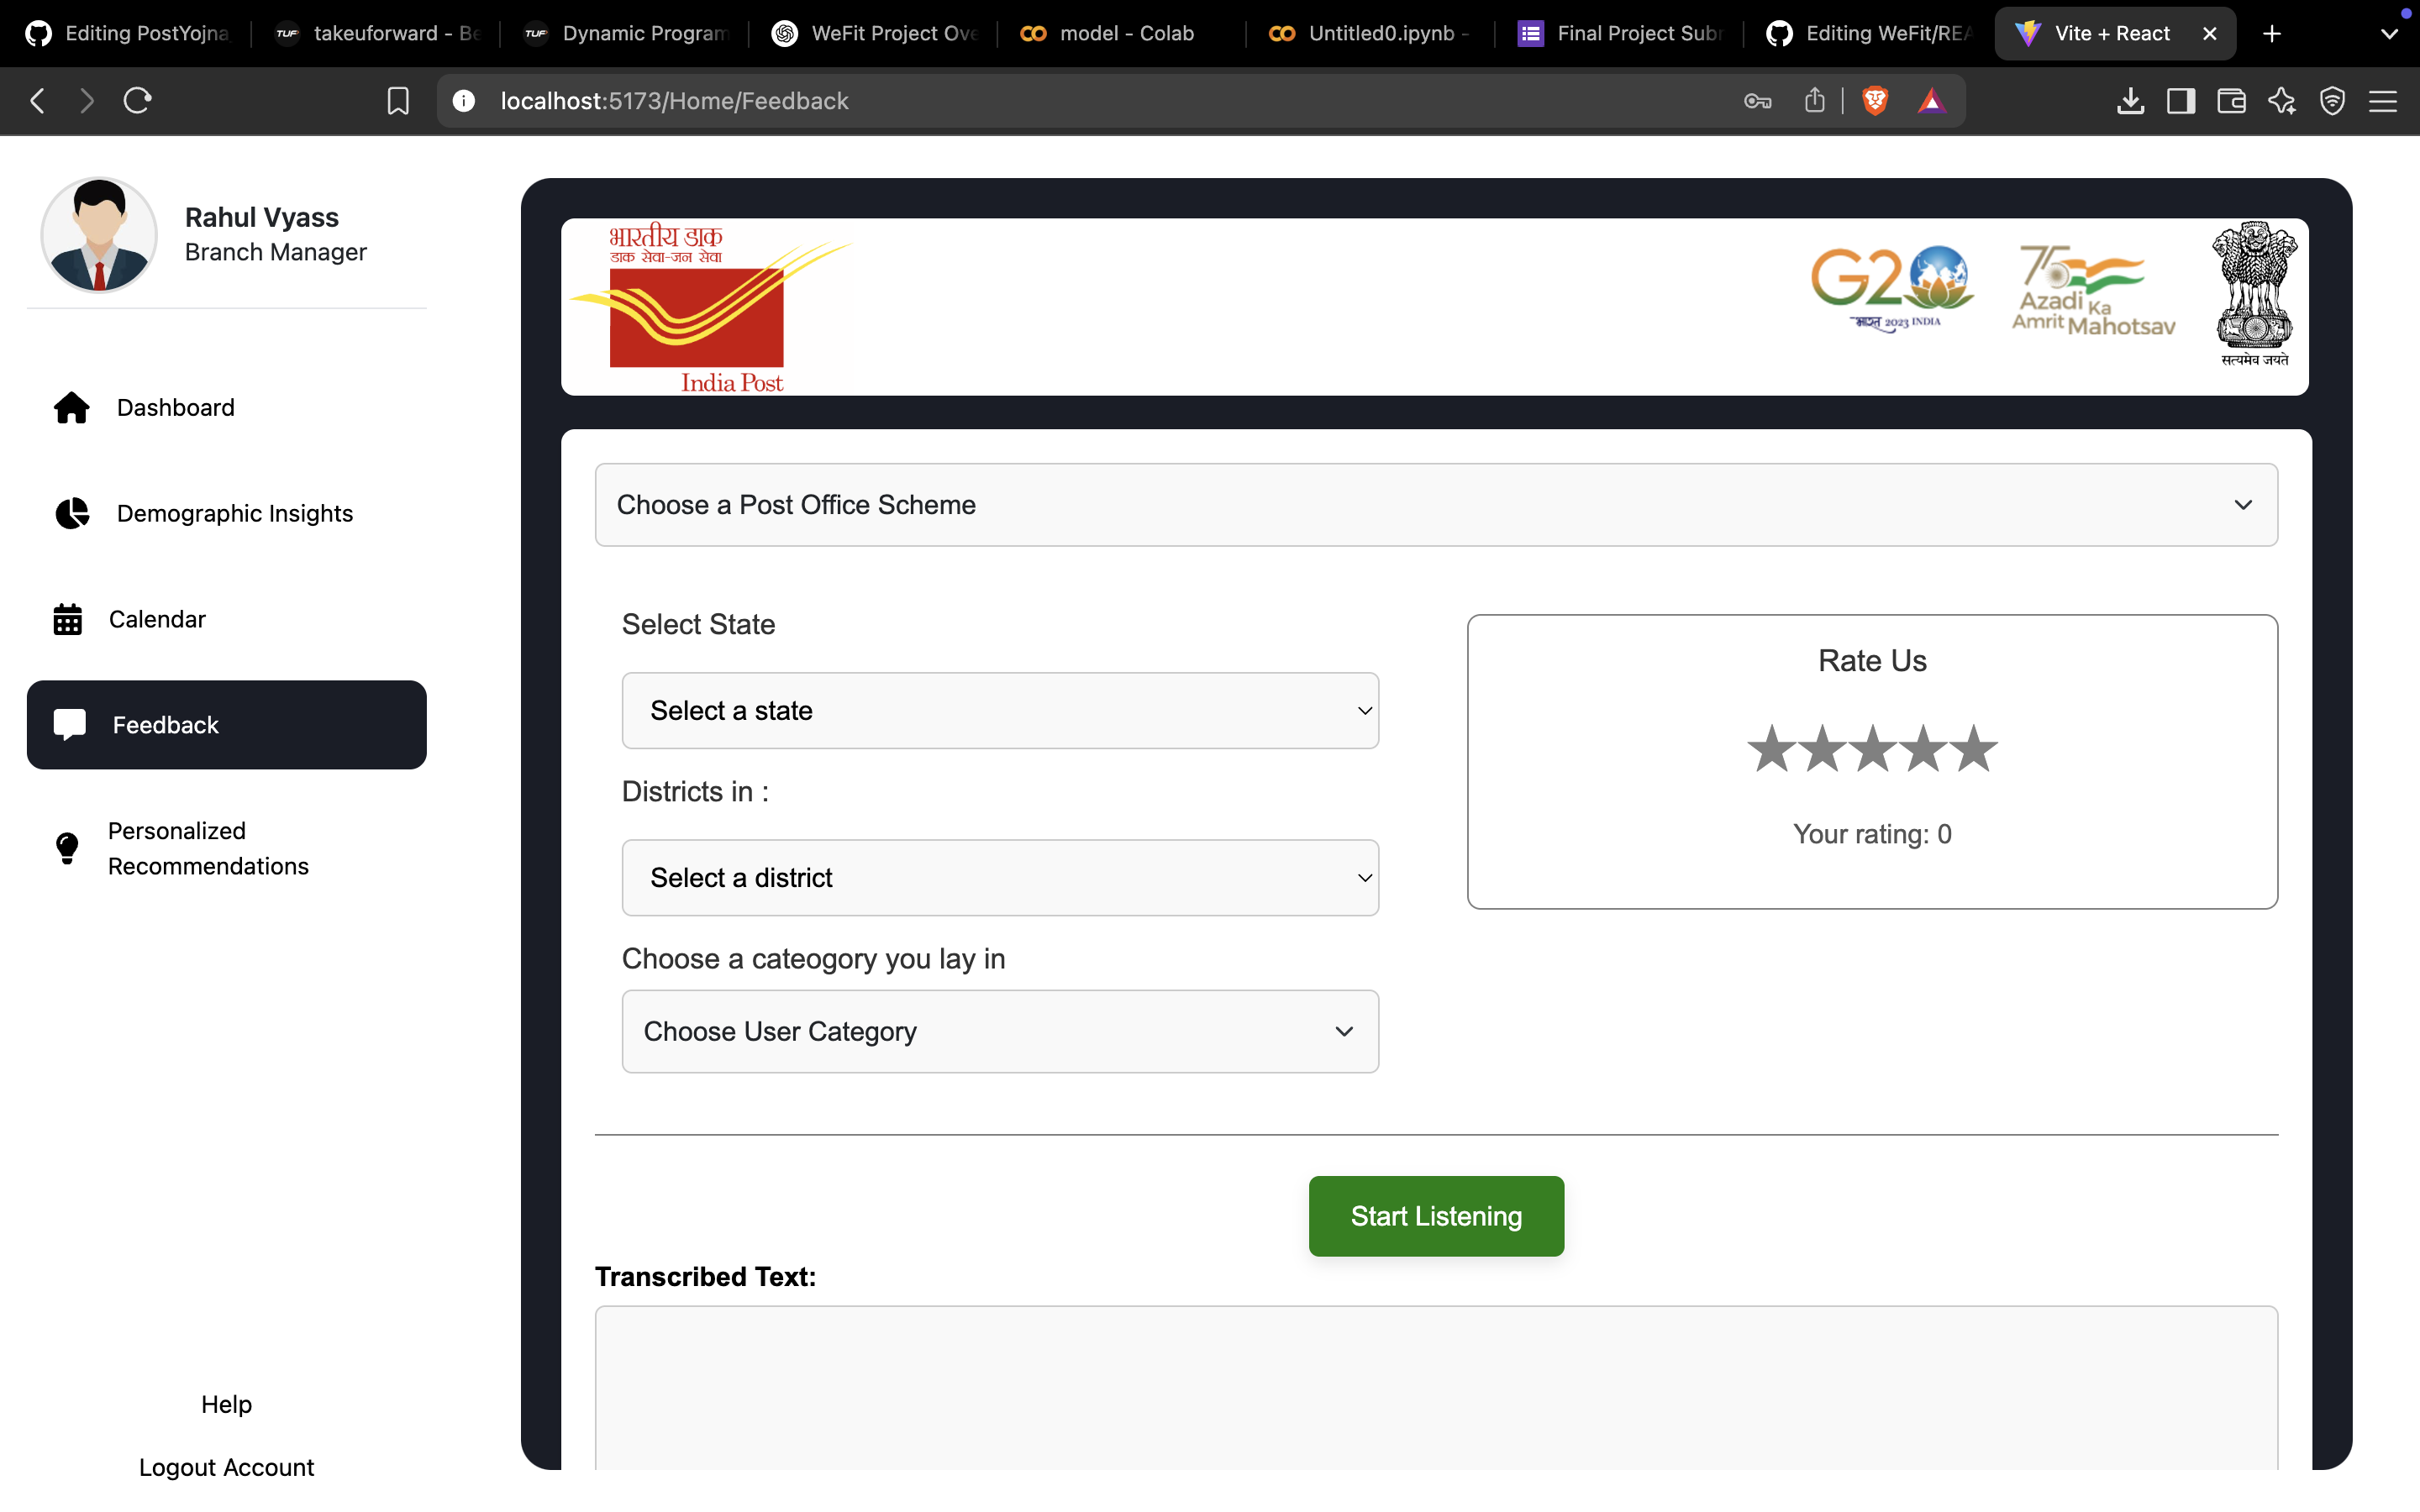 Editing PostYojna
takeuforward - Be
Dynamic Program
WeFit Project Ove
model - Colab
Untitled0.ipynb -
Final Project Subr
Editing WeFit/REA
Vite + React
localhost:5173/Home/Feedback
Rahul Vyass
Branch Manager
Dashboard
Demographic Insights
Calendar
Feedback
Personalized
Recommendations
Help
Logout Account
भारतीय डाक
डाक सेवा-जन सेवा
India Post
G20
भारत 2023 INDIA
75
Azadi Ka
Amrit Mahotsav
सत्यमेव जयते
Choose a Post Office Scheme
Select State
Select a state
Districts in :
Select a district
Choose a cateogory you lay in
Choose User Category
Rate Us
Your rating: 0
Start Listening
Transcribed Text: